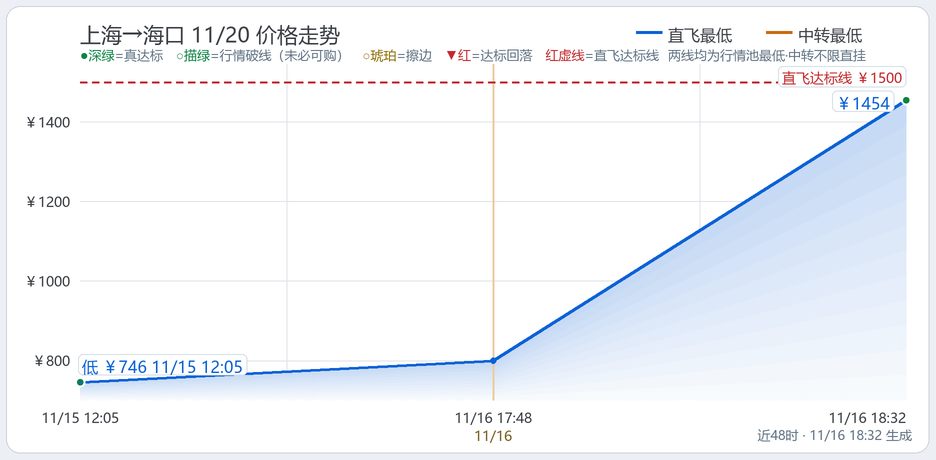 上海→海口 11/20 价格走势
直飞最低 中转最低
●深绿=真达标 ○描绿=行情破线（未必可购） ○琥珀=擦边 ▼红=达标回落 红虚线=直飞达标线 两线均为行情池最低·中转不限直挂
直飞达标线 ￥1500
￥1454
￥1400
￥1200
￥1000
￥800
低 ￥746 11/15 12:05
11/15 12:05 11/16 17:48 11/16 18:32
11/16
近48时 · 11/16 18:32 生成